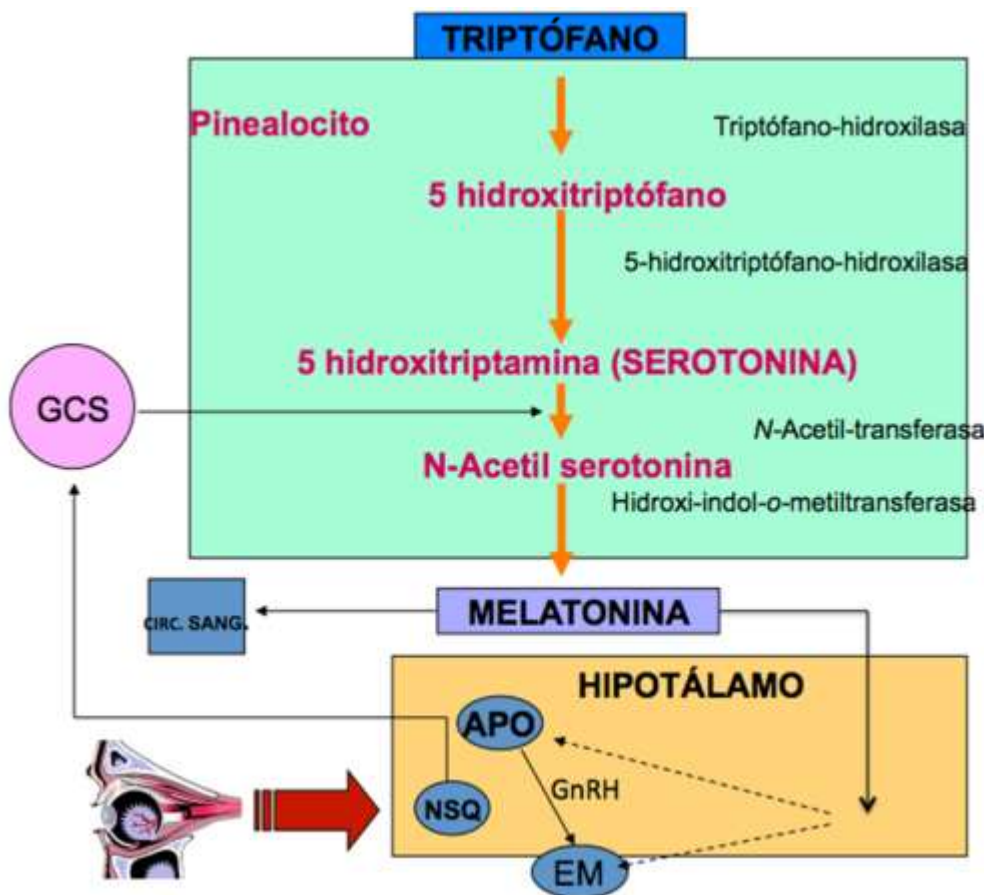 TRIPTÓFANO
Pinealocito
Triptófano-hidroxilasa
5 hidroxitriptófano
5-hidroxitriptófano-hidroxilasa
5 hidroxitriptamina (SEROTONINA)
GCS
N-Acetil-transferasa
N-Acetil serotonina
Hidroxi-indol-o-metiltransferasa
CIRC. SANG.
MELATONINA
HIPOTÁLAMO
APO
GnRH
NSQ
EM